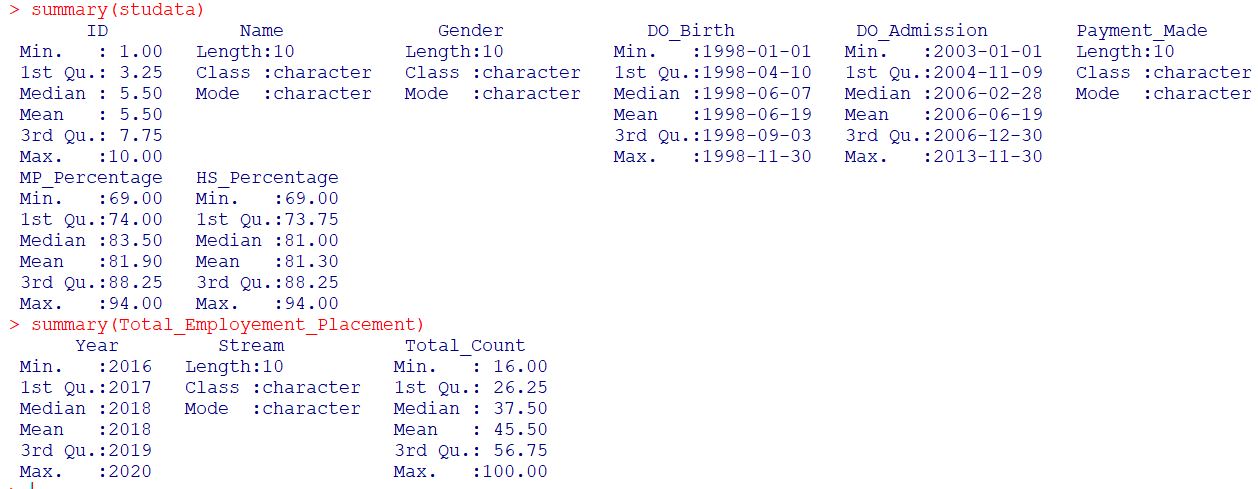 > summary(studata)
ID Name Gender DO_Birth DO_Admission Payment_Made
Min. : 1.00 Length:10 Length:10 Min. :1998-01-01 Min. :2003-01-01 Length:10
1st Qu.: 3.25 Class :character Class :character 1st Qu.:1998-04-10 1st Qu.:2004-11-09 Class :character
Median : 5.50 Mode :character Mode :character Median :1998-06-07 Median :2006-02-28 Mode :character
Mean : 5.50 Mean :1998-06-19 Mean :2006-06-19
3rd Qu.: 7.75 3rd Qu.:1998-09-03 3rd Qu.:2006-12-30
Max. :10.00 Max. :1998-11-30 Max. :2013-11-30
MP_Percentage HS_Percentage
Min. :69.00 Min. :69.00
1st Qu.:74.00 1st Qu.:73.75
Median :83.50 Median :81.00
Mean :81.90 Mean :81.30
3rd Qu.:88.25 3rd Qu.:88.25
Max. :94.00 Max. :94.00
> summary(Total_Employement_Placement)
Year Stream Total_Count
Min. :2016 Length:10 Min. : 16.00
1st Qu.:2017 Class :character 1st Qu.: 26.25
Median :2018 Mode :character Median : 37.50
Mean :2018 Mean : 45.50
3rd Qu.:2019 3rd Qu.: 56.75
Max. :2020 Max. :100.00